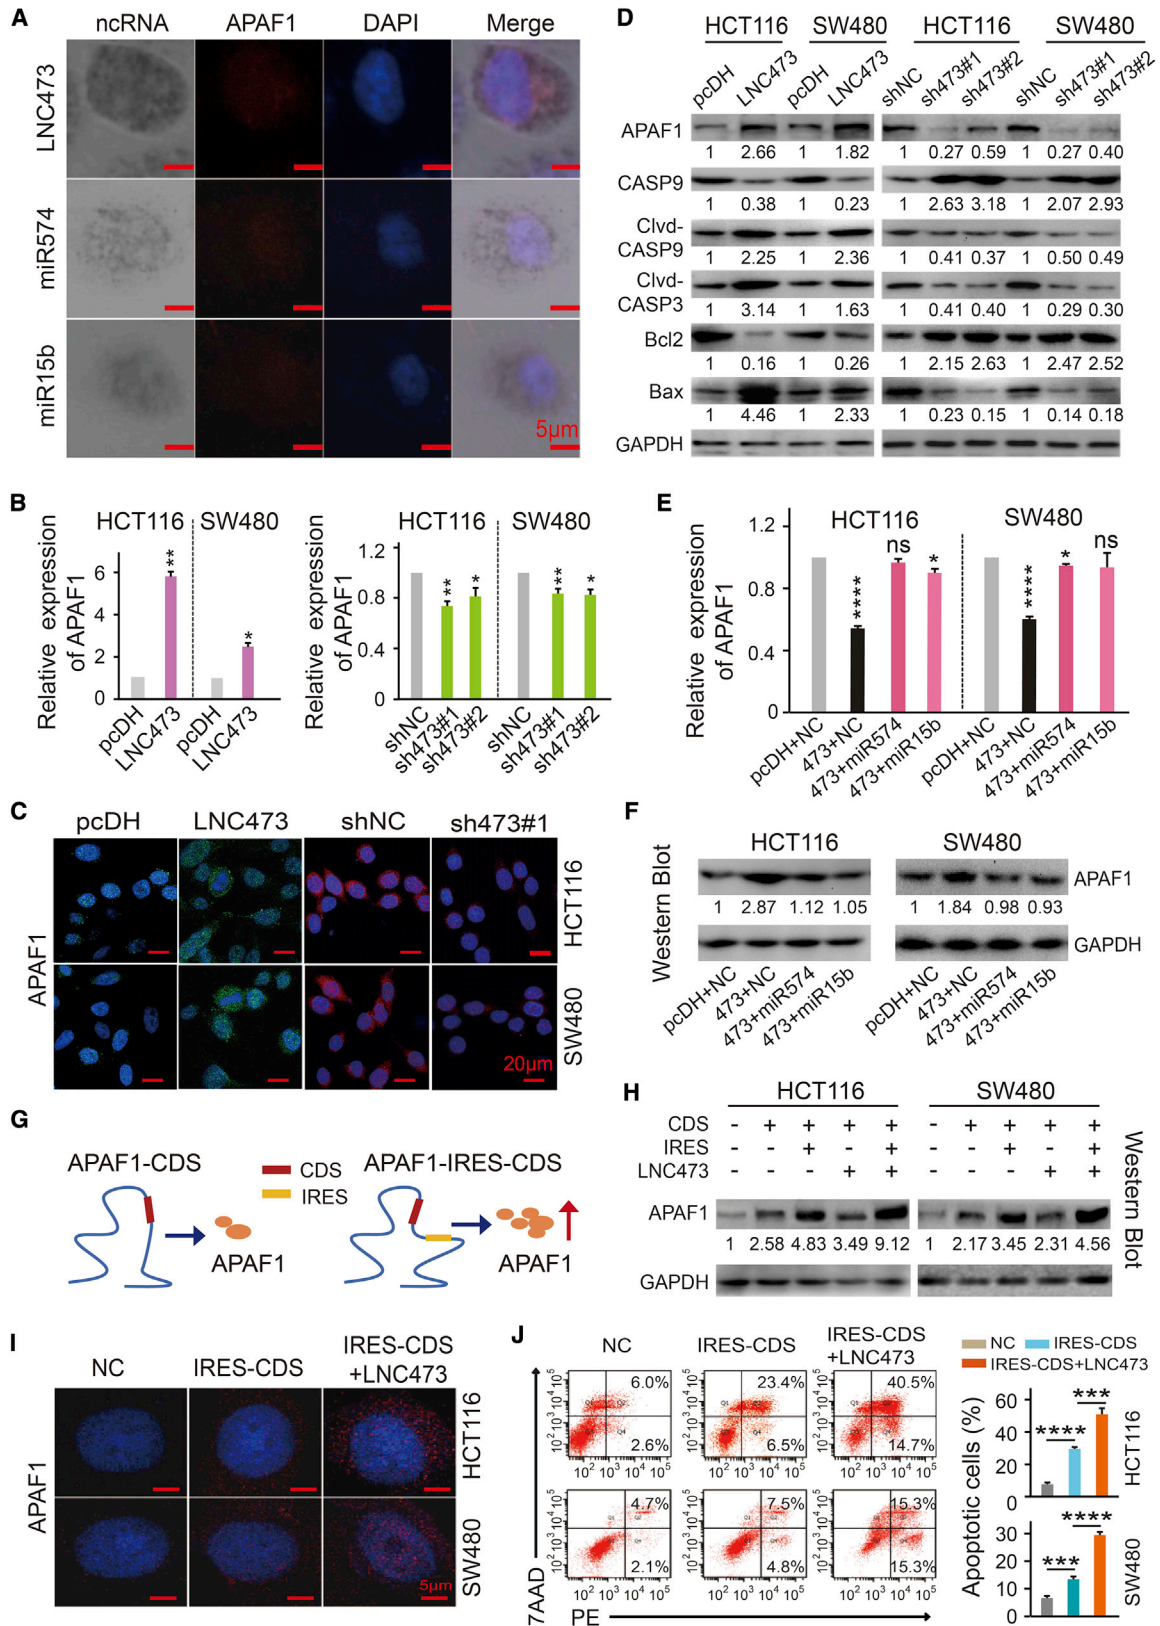 A
ncRNA APAF1 DAPI Merge
LNC473
miR574
miR15b
5µm
B
HCT116 SW480
Relative expression
of APAF1
6
4
2
0
pcDH
LNC473
pcDH
LNC473
**
*
HCT116 SW480
Relative expression
of APAF1
1.2
0.8
0.4
0
** * ** *
shNC
sh473#1
sh473#2
shNC
sh473#1
sh473#2
C
pcDH LNC473 shNC sh473#1
APAF1
HCT116
SW480
20µm
D
HCT116 SW480 HCT116 SW480
pcDH LNC473 pcDH LNC473 shNC sh473#1 sh473#2 shNC sh473#1 sh473#2
APAF1
1 2.66 1 1.82 1 0.27 0.59 1 0.27 0.40
CASP9
1 0.38 1 0.23 1 2.63 3.18 1 2.07 2.93
Clvd-
CASP9
1 2.25 1 2.36 1 0.41 0.37 1 0.50 0.49
Clvd-
CASP3
1 3.14 1 1.63 1 0.41 0.40 1 0.29 0.30
Bcl2
1 0.16 1 0.26 1 2.15 2.63 1 2.47 2.52
Bax
1 4.46 1 2.33 1 0.23 0.15 1 0.14 0.18
GAPDH
E
HCT116 SW480
Relative expression
of APAF1
1.2
0.8
0.4
0
**** ns * **** * ns
pcDH+NC
473+NC
473+miR574
473+miR15b
pcDH+NC
473+NC
473+miR574
473+miR15b
F
Western Blot
HCT116 SW480
APAF1
1 2.87 1.12 1.05 1 1.84 0.98 0.93
GAPDH
pcDH+NC
473+NC
473+miR574
473+miR15b
pcDH+NC
473+NC
473+miR574
473+miR15b
G
APAF1-CDS
APAF1-IRES-CDS
CDS
IRES
APAF1
APAF1
H
HCT116 SW480
CDS - + + + + - + + + +
IRES - - + - + - - + - +
LNC473 - - - + + - - - + +
APAF1
1 2.58 4.83 3.49 9.12 1 2.17 3.45 2.31 4.56
GAPDH
Western Blot
I
NC IRES-CDS IRES-CDS
+LNC473
APAF1
HCT116
SW480
5µm
J
NC IRES-CDS IRES-CDS
+LNC473
6.0% 23.4% 40.5%
2.6% 6.5% 14.7%
4.7% 7.5% 15.3%
2.1% 4.8% 15.3%
7AAD
PE
NC IRES-CDS
IRES-CDS+LNC473
Apoptotic cells (%)
60
40
20
0
**** ***
HCT116
30
20
10
0
*** ****
SW480